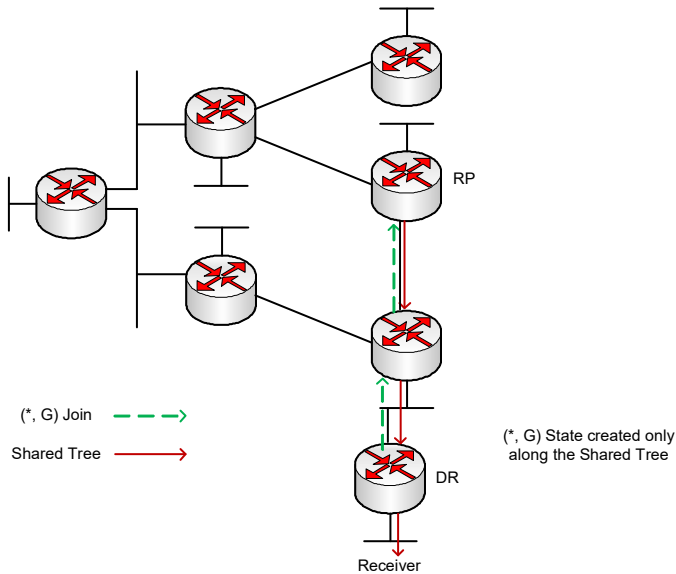 RP
(*, G) Join
Shared Tree
(*, G) State created only
along the Shared Tree
DR
Receiver